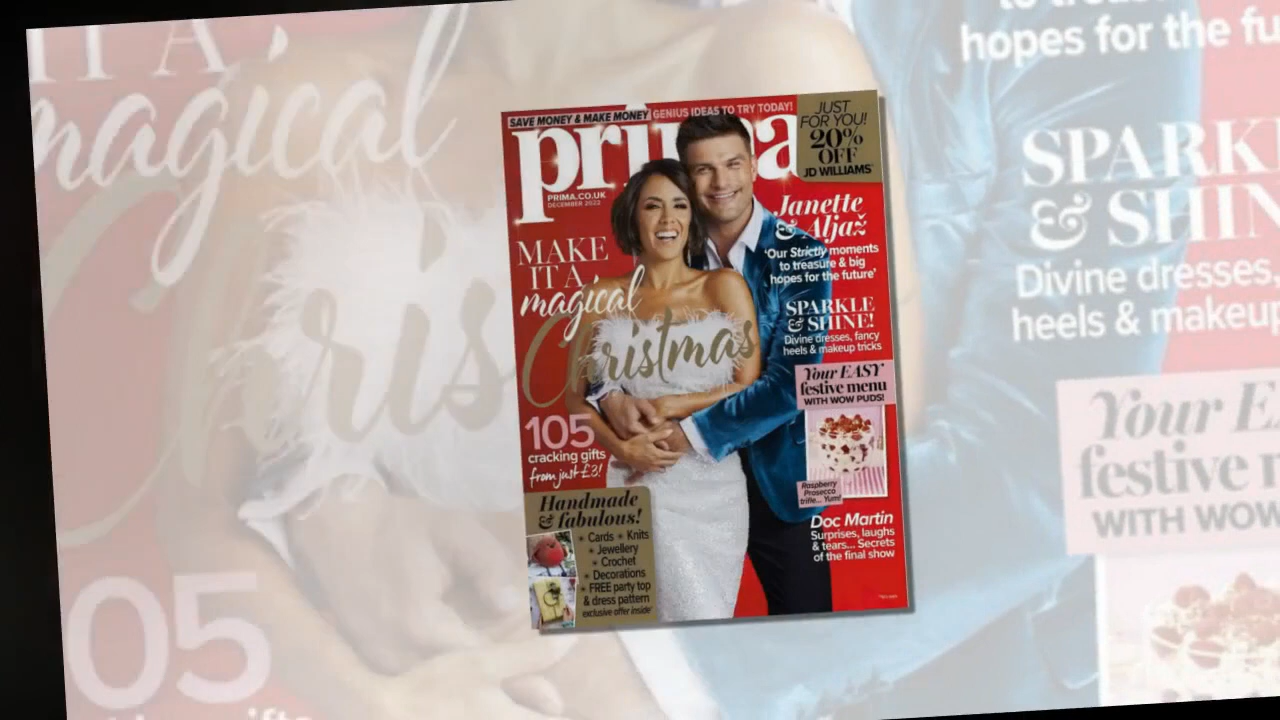 SAVE MONEY & MAKE MONEY GENIUS IDEAS TO TRY TODAY!
prima
PRIMA.CO.UK
DECEMBER 2022
JUST
FOR YOU!
20%
OFF
JD WILLIAMS
MAKE
IT A
magical
Christmas
105
cracking gifts
from just £3!
Handmade
& fabulous!
* Cards * Knits
* Jewellery
* Crochet
* Decorations
* FREE party top
& dress pattern
exclusive offer inside*
Janette
& Aljaž
'Our Strictly moments
to treasure & big
hopes for the future'
SPARKLE
& SHINE!
Divine dresses, fancy
heels & makeup tricks
Your EASY
festive menu
WITH WOW PUDS!
Raspberry
Prosecco
trifle... Yum!
Doc Martin
Surprises, laughs
& tears... Secrets
of the final show
IT A
magical
Chris
05
hopes for the fu
SPARK
& SHIN
Divine dresses,
heels & makeup
Your E
festive m
WITH WOW